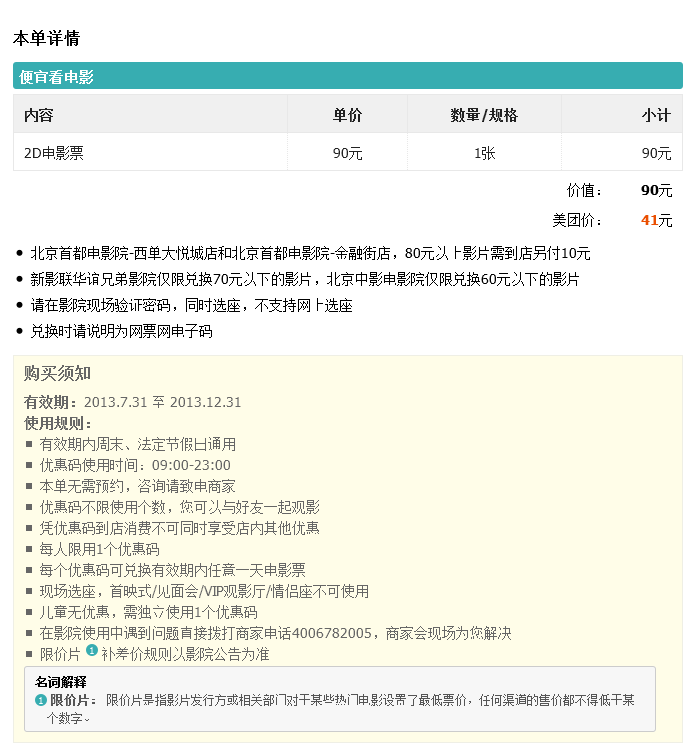 本单详情
便宜看电影
内容 单价 数量/规格 小计
2D电影票 90元 1张 90元
价值： 90元
美团价： 41元
● 北京首都电影院-西单大悦城店和北京首都电影院-金融街店，80元以上影片需到店另付10元
● 新影联华谊兄弟影院仅限兑换70元以下的影片，北京中影电影院仅限兑换60元以下的影片
● 请在影院现场验证密码，同时选座，不支持网上选座
● 兑换时请说明为网票网电子码
购买须知
有效期：2013.7.31 至 2013.12.31
使用规则：
■ 有效期内周末、法定节假日通用
■ 优惠码使用时间：09:00-23:00
■ 本单无需预约，咨询请致电商家
■ 优惠码不限使用个数，您可以与好友一起观影
■ 凭优惠码到店消费不可同时享受店内其他优惠
■ 每人限用1个优惠码
■ 每个优惠码可兑换有效期内任意一天电影票
■ 现场选座，首映式/见面会/VIP观影厅/情侣座不可使用
■ 儿童无优惠，需独立使用1个优惠码
■ 在影院使用中遇到问题直接拨打商家电话4006782005，商家会现场为您解决
■ 限价片 1 补差价规则以影院公告为准
名词解释
1 限价片： 限价片是指影片发行方或相关部门对于某些热门电影设置了最低票价，任何渠道的售价都不得低于某
个数字。